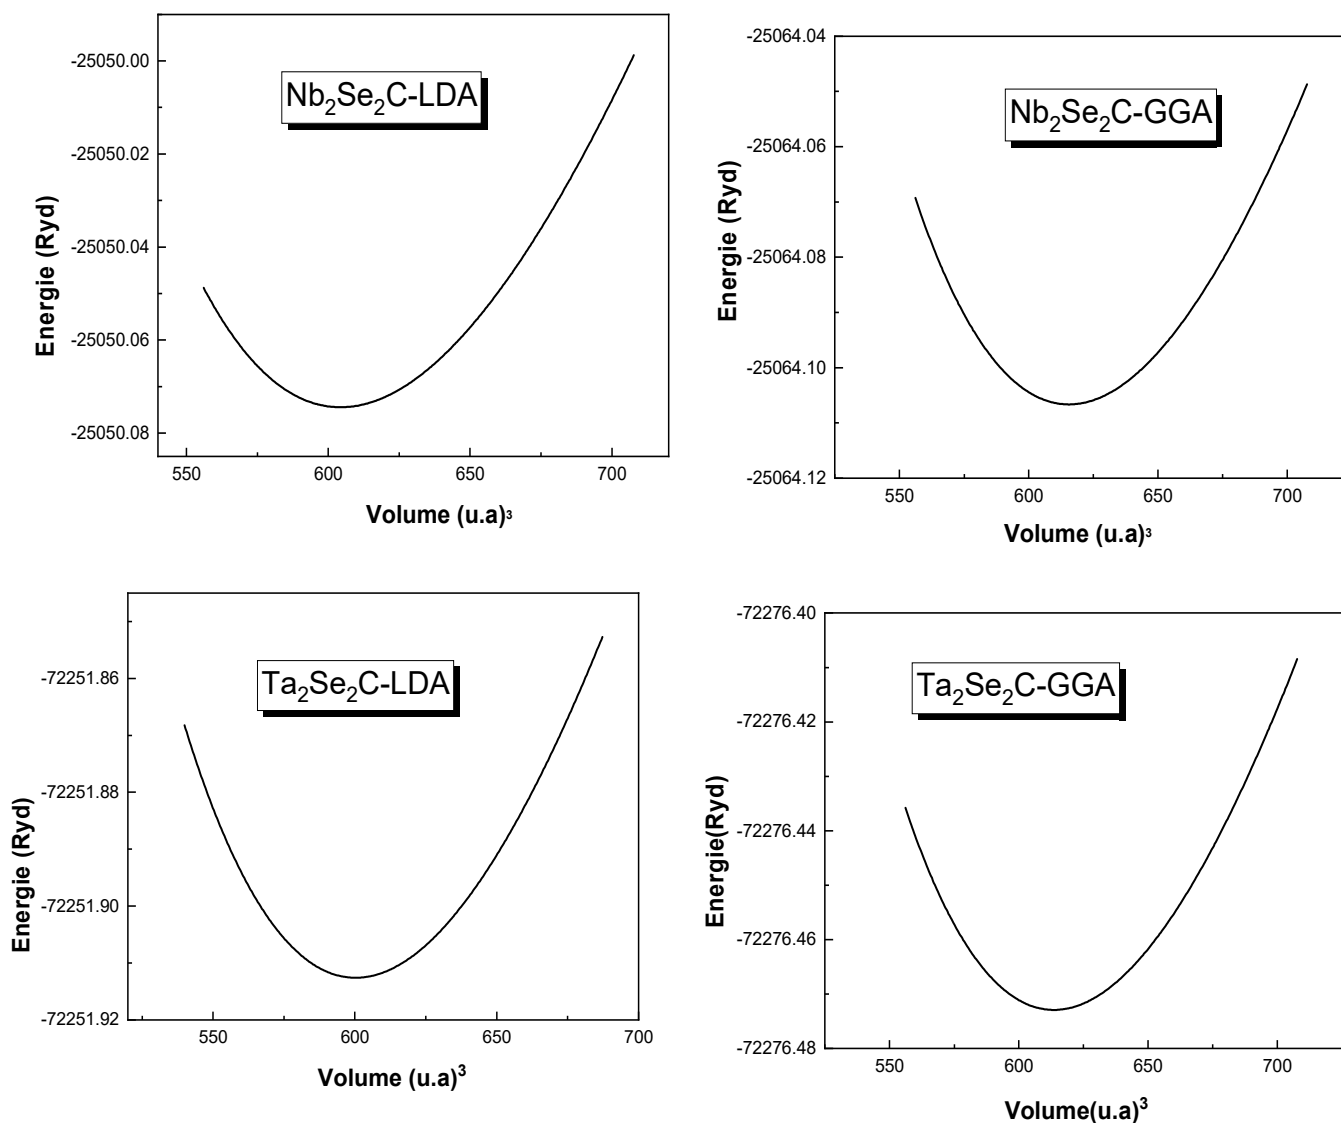 Nb₂Se₂C-LDA
Energie (Ryd)
-25050.00
-25050.02
-25050.04
-25050.06
-25050.08
550 600 650 700
Volume (u.a)³
Nb₂Se₂C-GGA
Energie (Ryd)
-25064.04
-25064.06
-25064.08
-25064.10
-25064.12
550 600 650 700
Volume (u.a)³
Ta₂Se₂C-LDA
Energie (Ryd)
-72251.86
-72251.88
-72251.90
-72251.92
550 600 650 700
Volume (u.a)³
Ta₂Se₂C-GGA
Energie(Ryd)
-72276.40
-72276.42
-72276.44
-72276.46
-72276.48
550 600 650 700
Volume(u.a)³